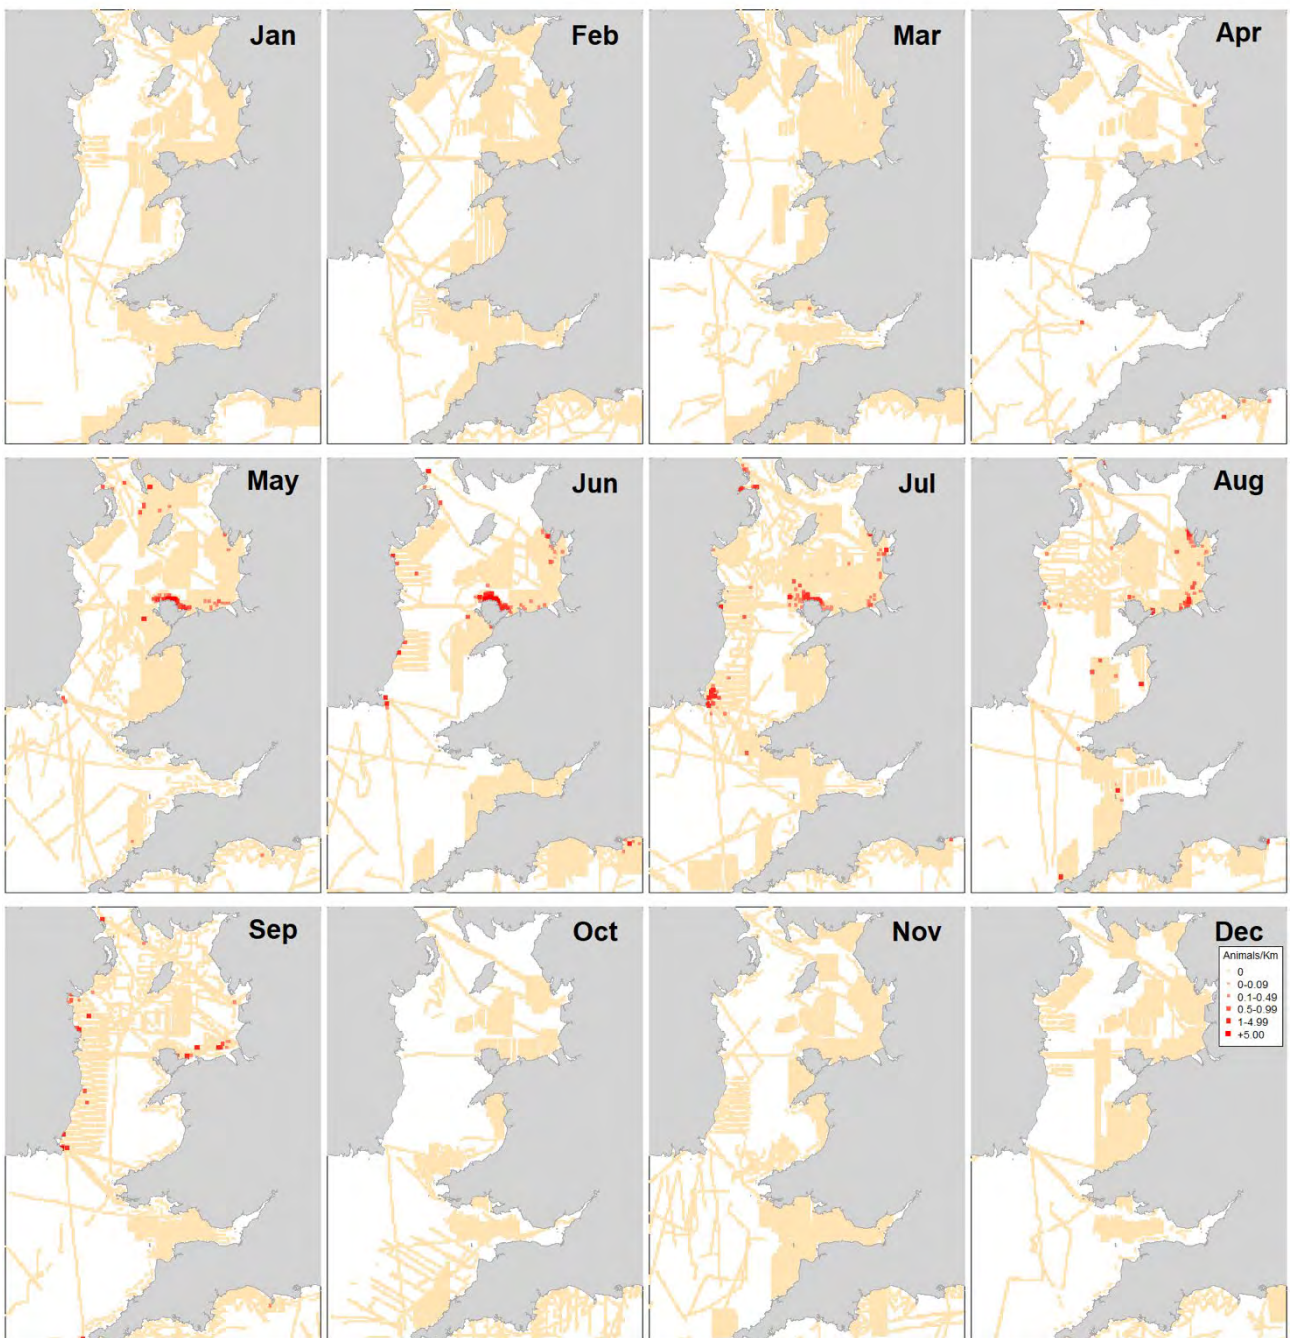 Jan
Feb
Mar
Apr
May
Jun
Jul
Aug
Sep
Oct
Nov
Dec
Animals/Km
0
0-0.09
0.1-0.49
0.5-0.99
1-4.99
+5.00